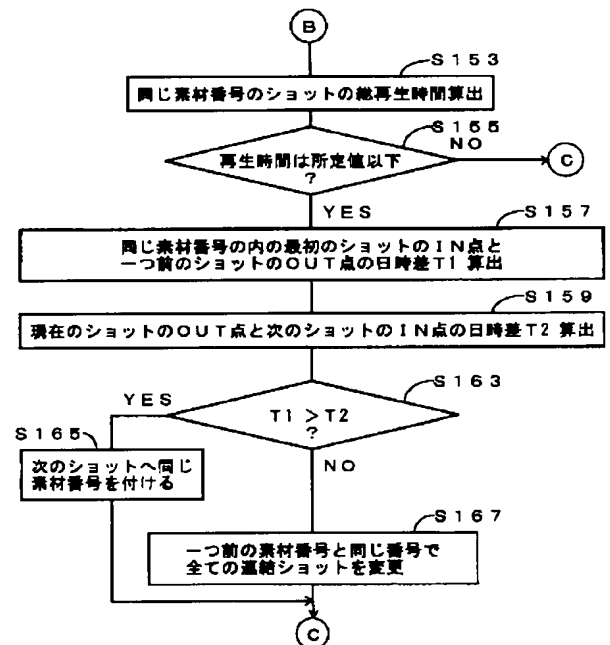 B
S153
同じ素材番号のショットの総再生時間算出
S155
再生時間は所定値以下
?
NO
C
YES
S157
同じ素材番号の内の最初のショットのIN点と
一つ前のショットのOUT点の日時差T1 算出
S159
現在のショットのOUT点と次のショットのIN点の日時差T2 算出
S163
T1 > T2
?
YES
S165
次のショットへ同じ
素材番号を付ける
NO
S167
一つ前の素材番号と同じ番号で
全ての連結ショットを変更
C